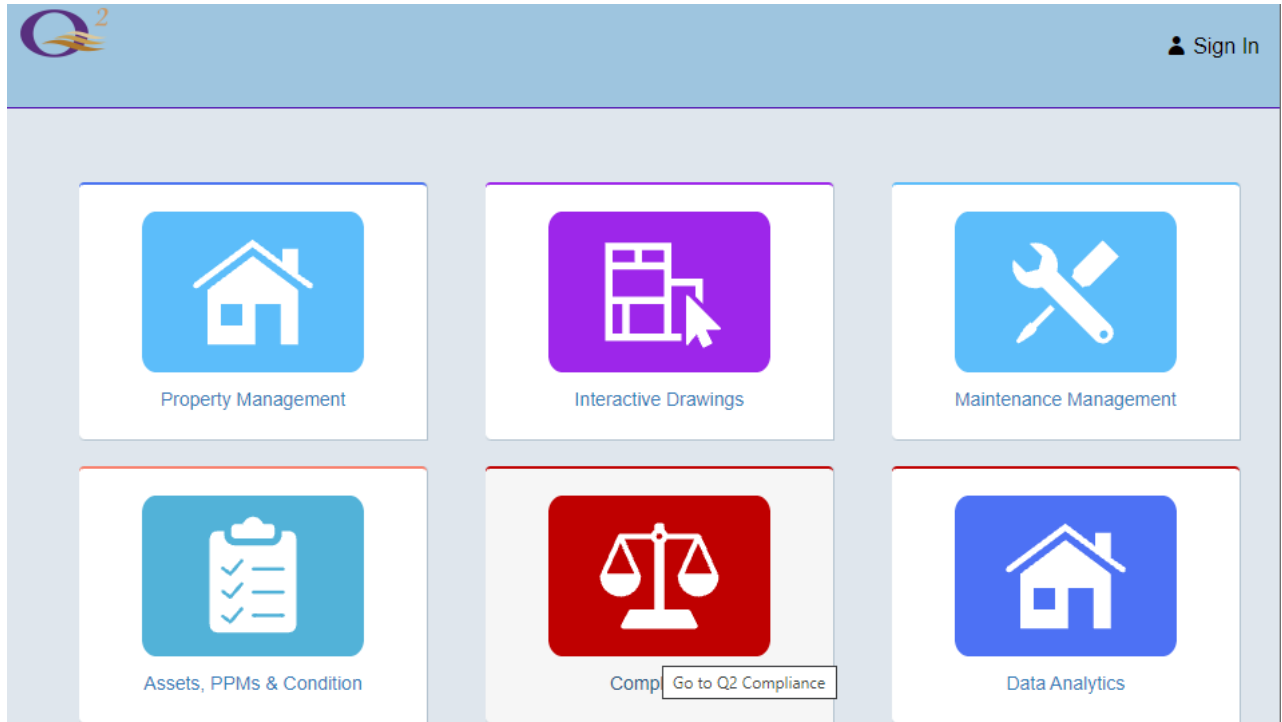 Q2
Sign In
Property Management
Interactive Drawings
Maintenance Management
Assets, PPMs & Condition
Compl
Go to Q2 Compliance
Data Analytics